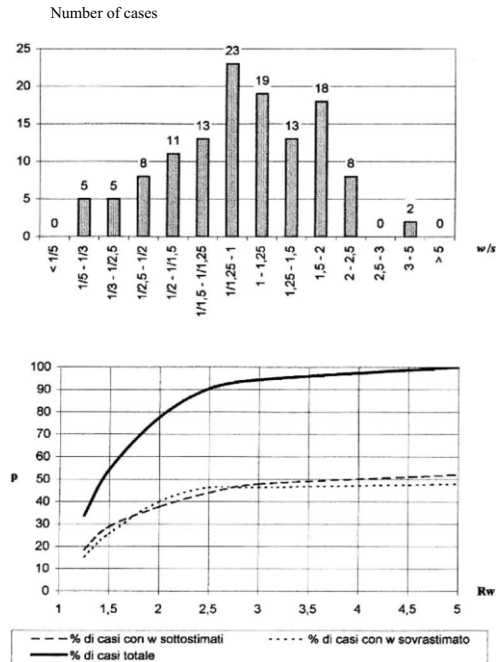 Number of cases
25
20
15
10
5
0
0
5
5
8
11
13
23
19
13
18
8
0
2
0
< 1/5
1/5 - 1/3
1/3 - 1/2,5
1/2,5 - 1/2
1/2 - 1/1,5
1/1,5 - 1/1,25
1/1,25 - 1
1 - 1,25
1,25 - 1,5
1,5 - 2
2 - 2,5
2,5 - 3
3 - 5
> 5
w/s
100
90
80
70
60
50
40
30
20
10
0
p
1
1,5
2
2,5
3
3,5
4
4,5
5
Rw
% di casi con w sottostimati
% di casi con w sovrastimato
% di casi totale